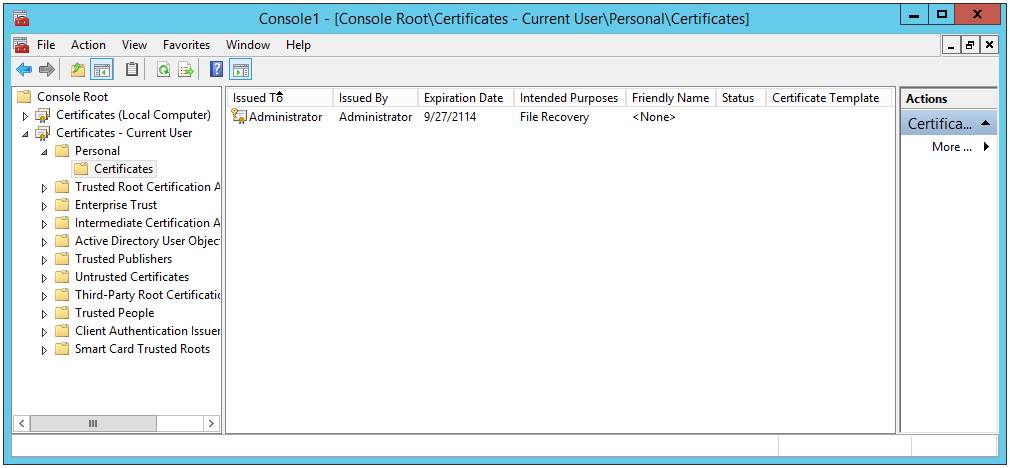 Console1 - [Console Root\Certificates - Current User\Personal\Certificates]
File Action View Favorites Window Help
Console Root
Certificates (Local Computer)
Certificates - Current User
Personal
Certificates
Trusted Root Certification A
Enterprise Trust
Intermediate Certification A
Active Directory User Objec
Trusted Publishers
Untrusted Certificates
Third-Party Root Certificatio
Trusted People
Client Authentication Issuer
Smart Card Trusted Roots
Issued To Issued By Expiration Date Intended Purposes Friendly Name Status Certificate Template
Administrator Administrator 9/27/2114 File Recovery <None>
Actions
Certifica...
More ...